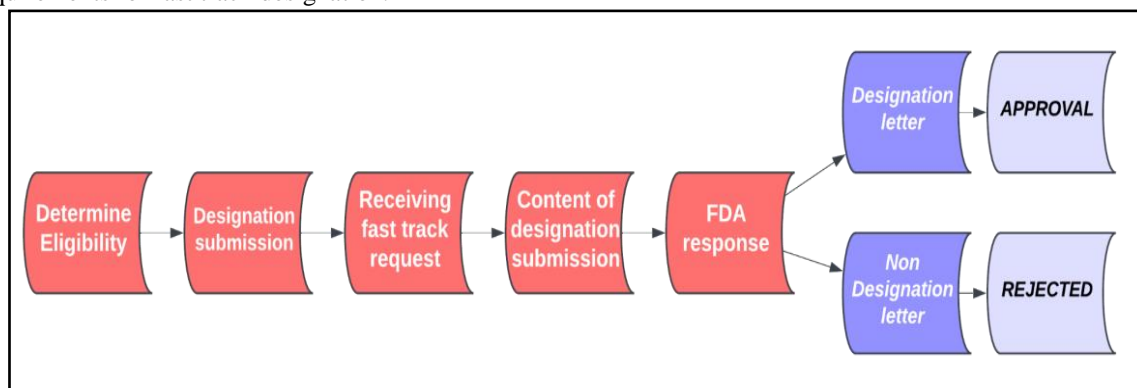 Determine
Eligibility
Designation
submission
Receiving
fast track
request
Content of
designation
submission
FDA
response
Designation
letter
APPROVAL
Non
Designation
letter
REJECTED